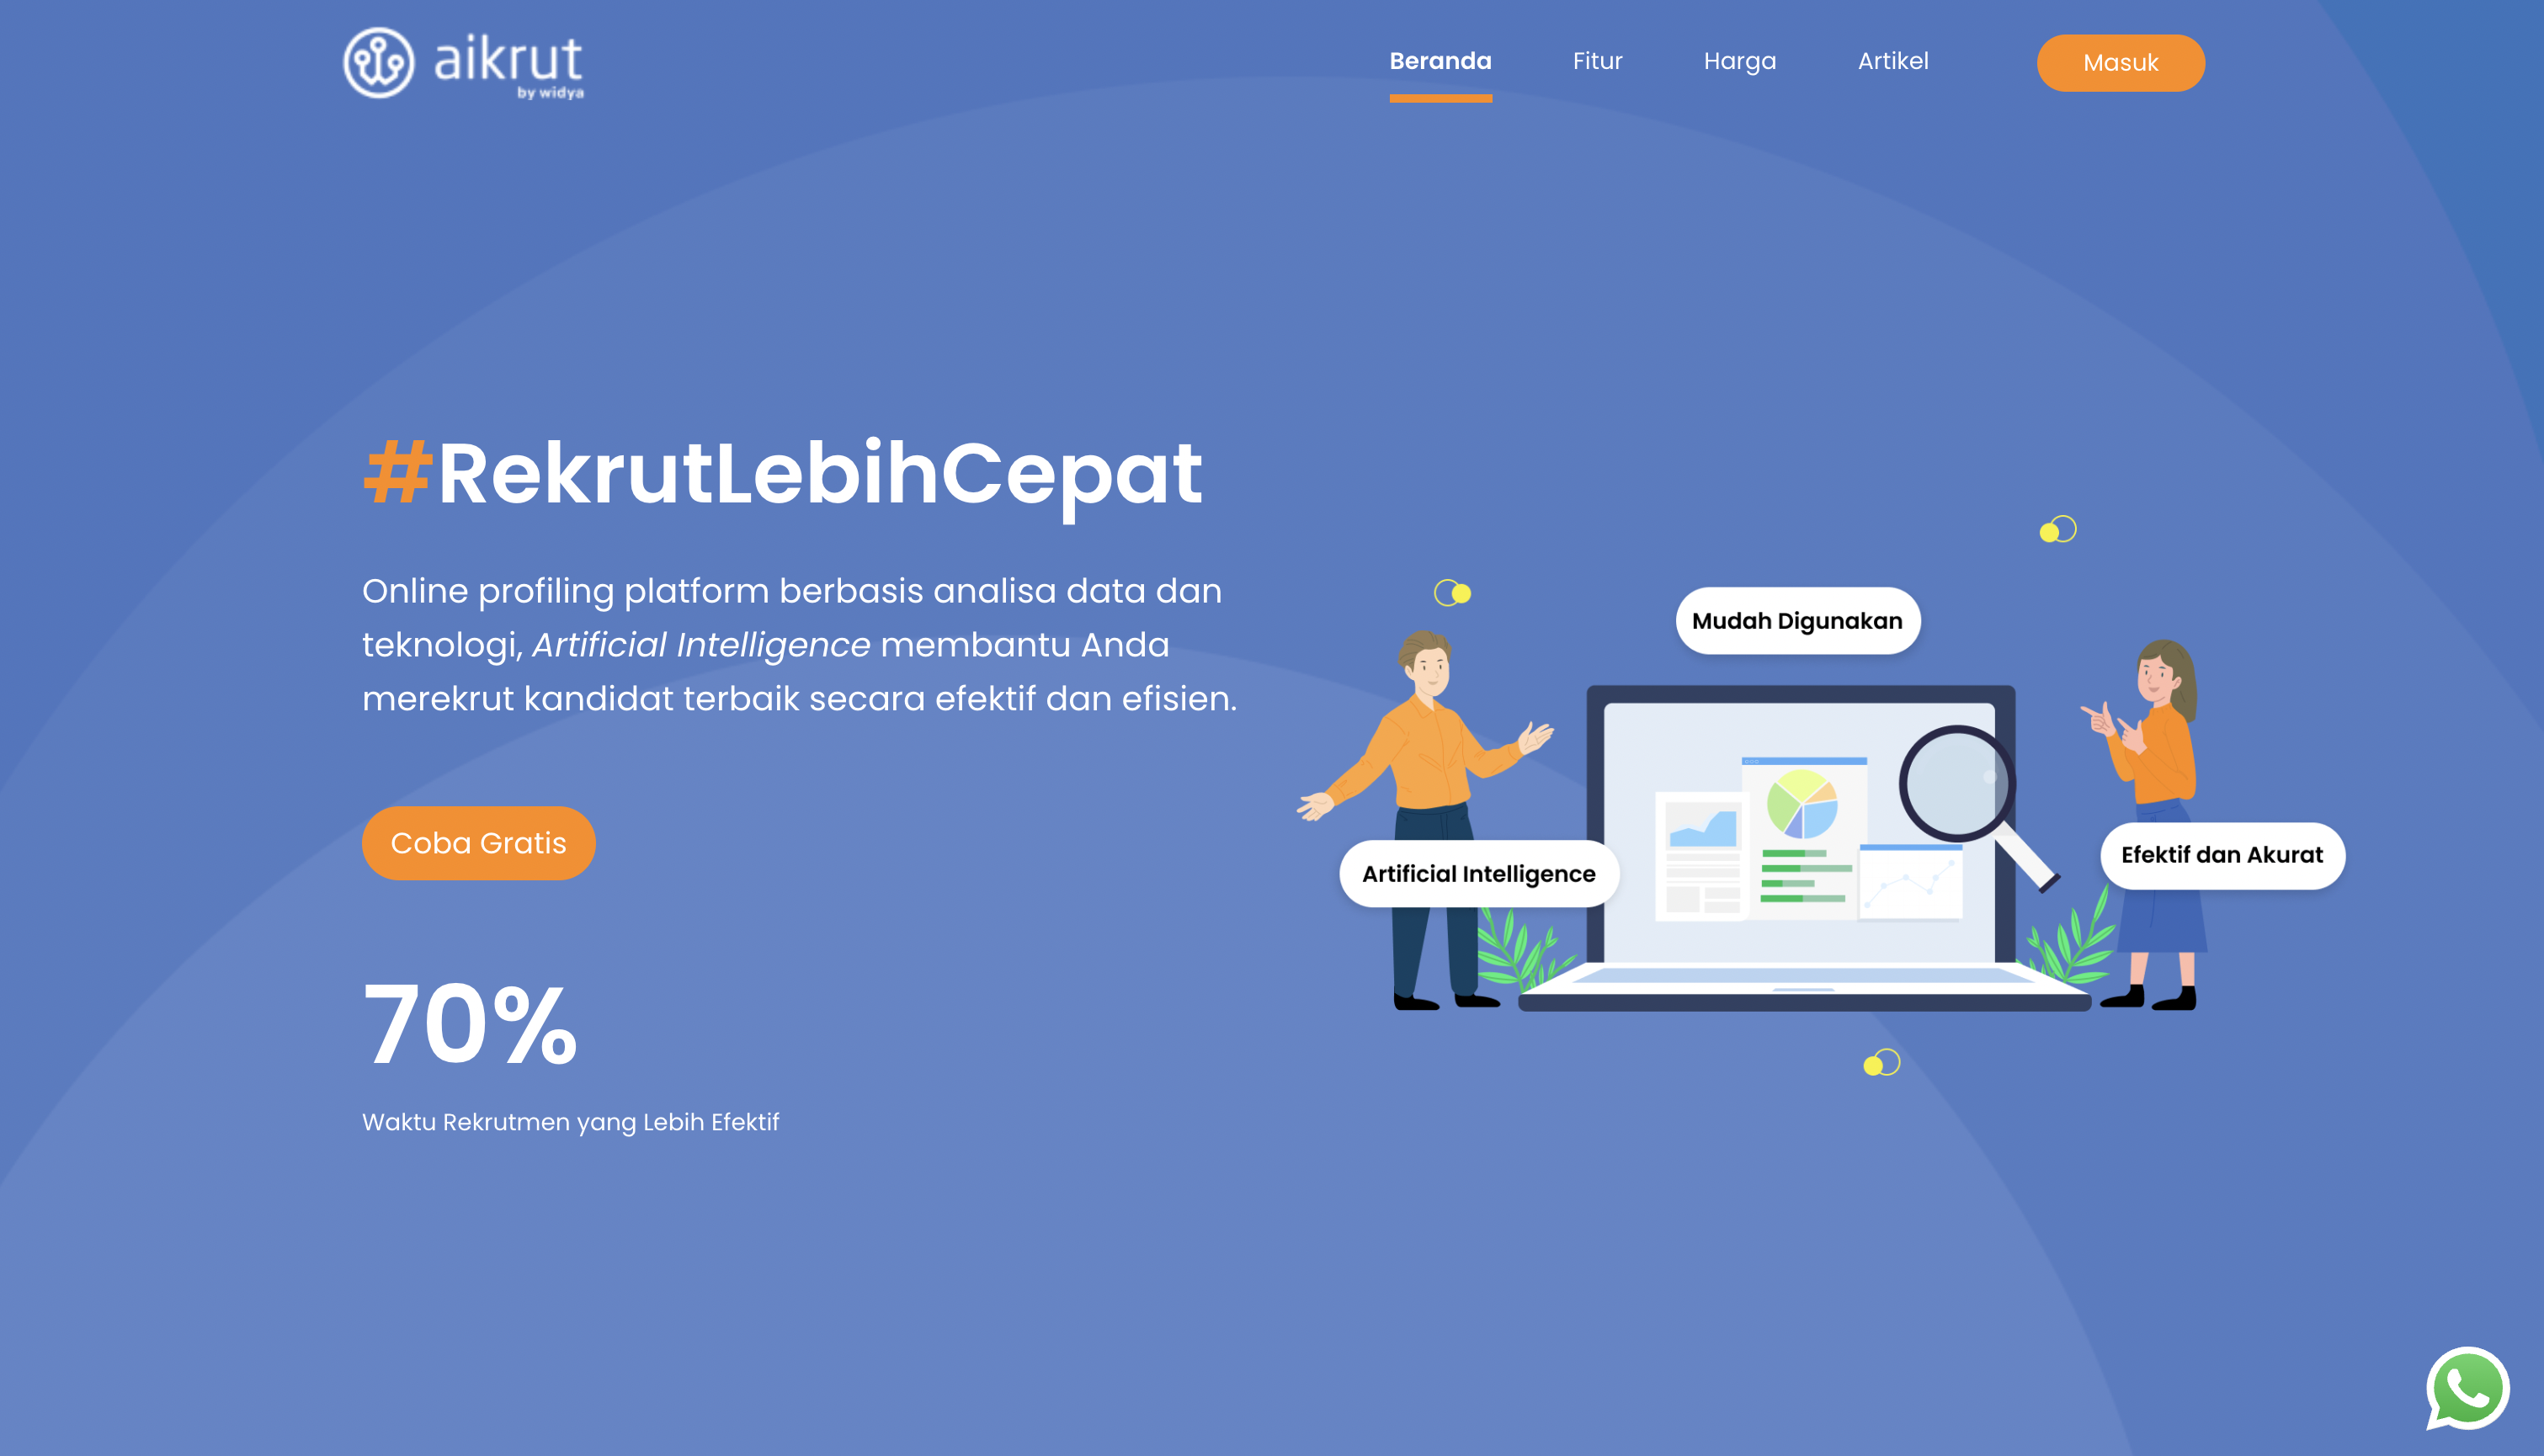 aikrut
by widya
Beranda
Fitur
Harga
Artikel
Masuk
#RekrutLebihCepat
Online profiling platform berbasis analisa data dan
teknologi, Artificial Intelligence membantu Anda
merekrut kandidat terbaik secara efektif dan efisien.
Coba Gratis
70%
Waktu Rekrutmen yang Lebih Efektif
Mudah Digunakan
Artificial Intelligence
Efektif dan Akurat